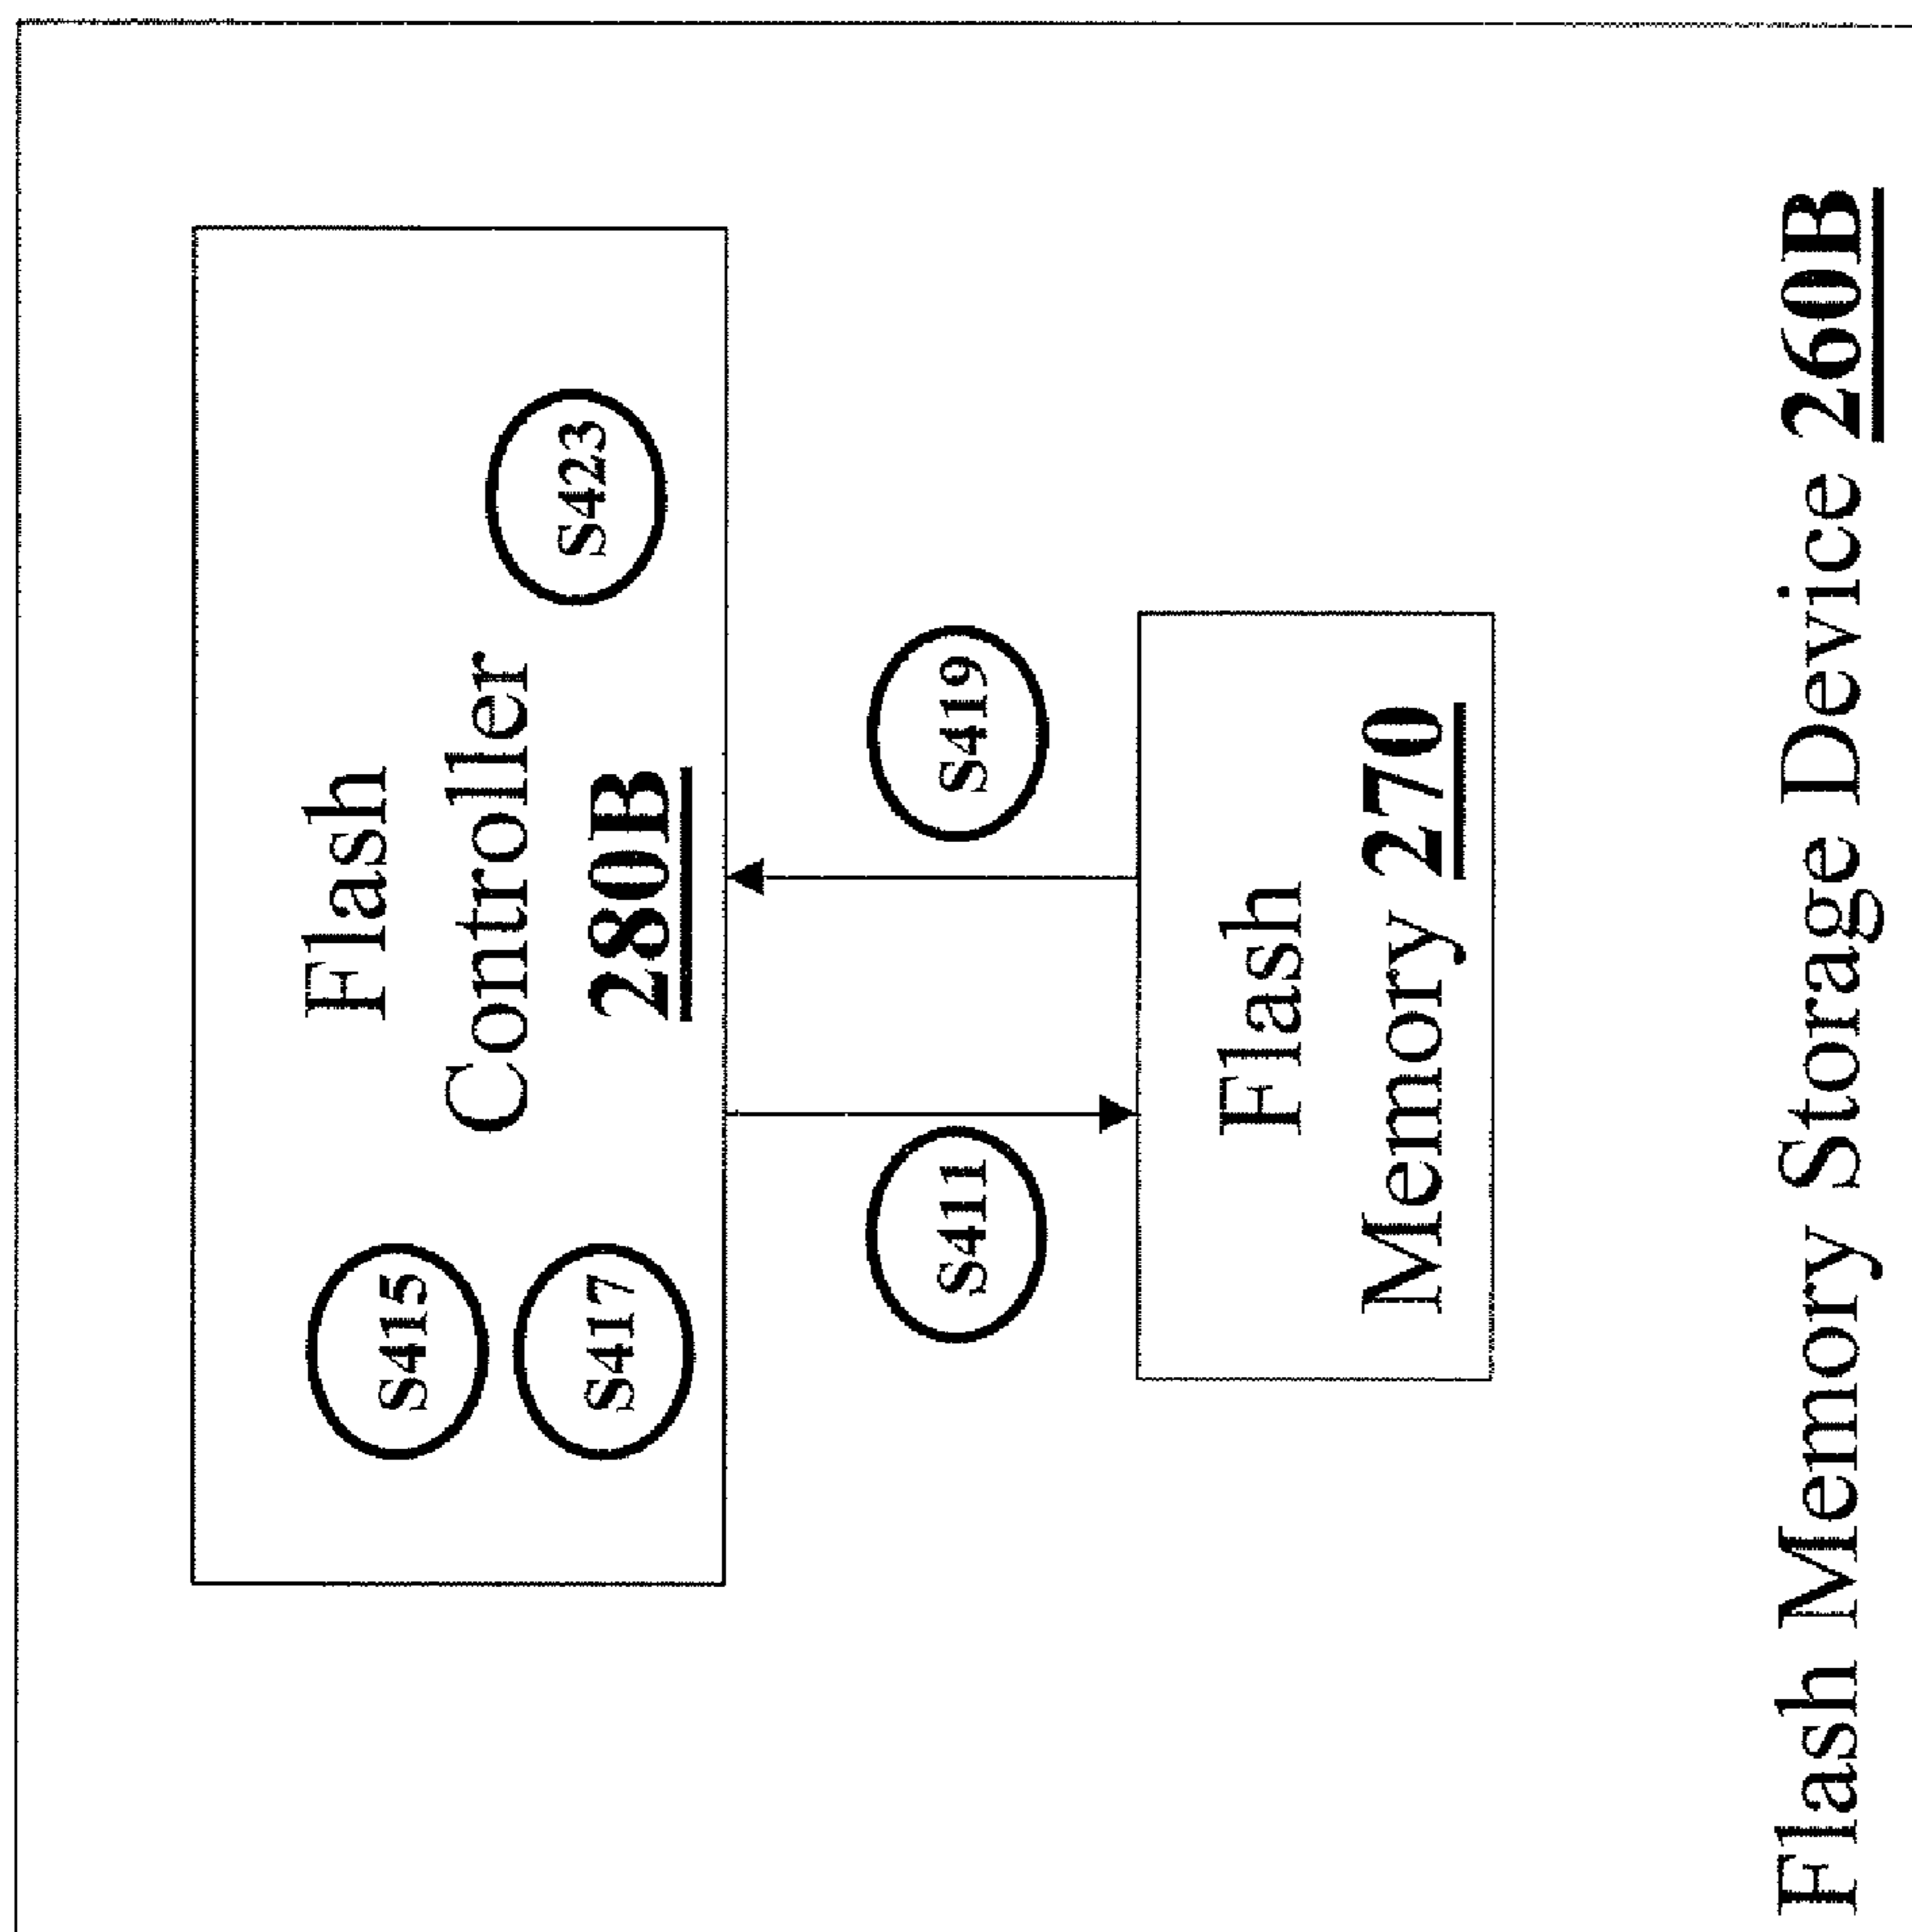 Flash
Controller
280B
S415
S417
S423
S411
S419
Flash
Memory 270
Flash Memory Storage Device 260B